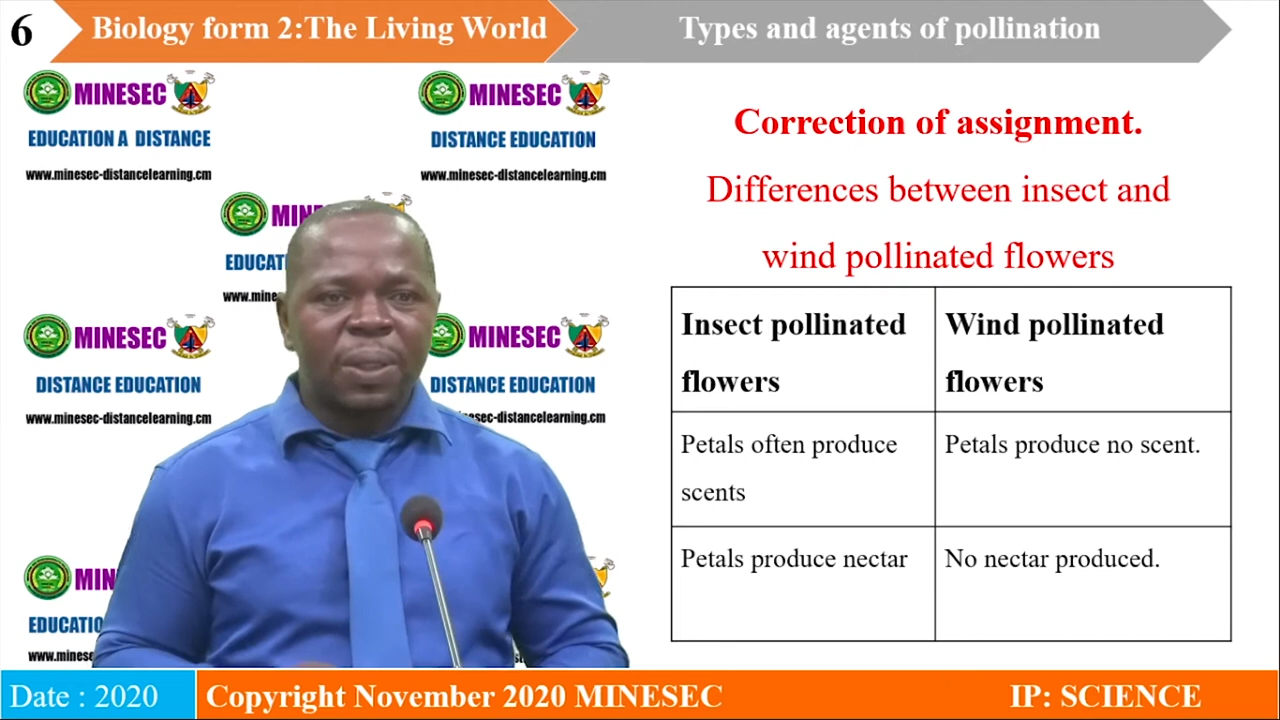 6
Biology form 2:The Living World
Types and agents of pollination
MINESEC
EDUCATION A DISTANCE
www.minesec-distancelearning.cm
MINESEC
DISTANCE EDUCATION
www.minesec-distancelearning.cm
MINESEC
DISTANCE EDUCATION
www.minesec-distancelearning.cm
MINESEC
DISTANCE EDUCATION
Correction of assignment.
Differences between insect and
wind pollinated flowers
Insect pollinated
flowers
Wind pollinated
flowers
Petals often produce
scents
Petals produce no scent.
Petals produce nectar
No nectar produced.
Date : 2020
Copyright November 2020 MINESEC
IP: SCIENCE